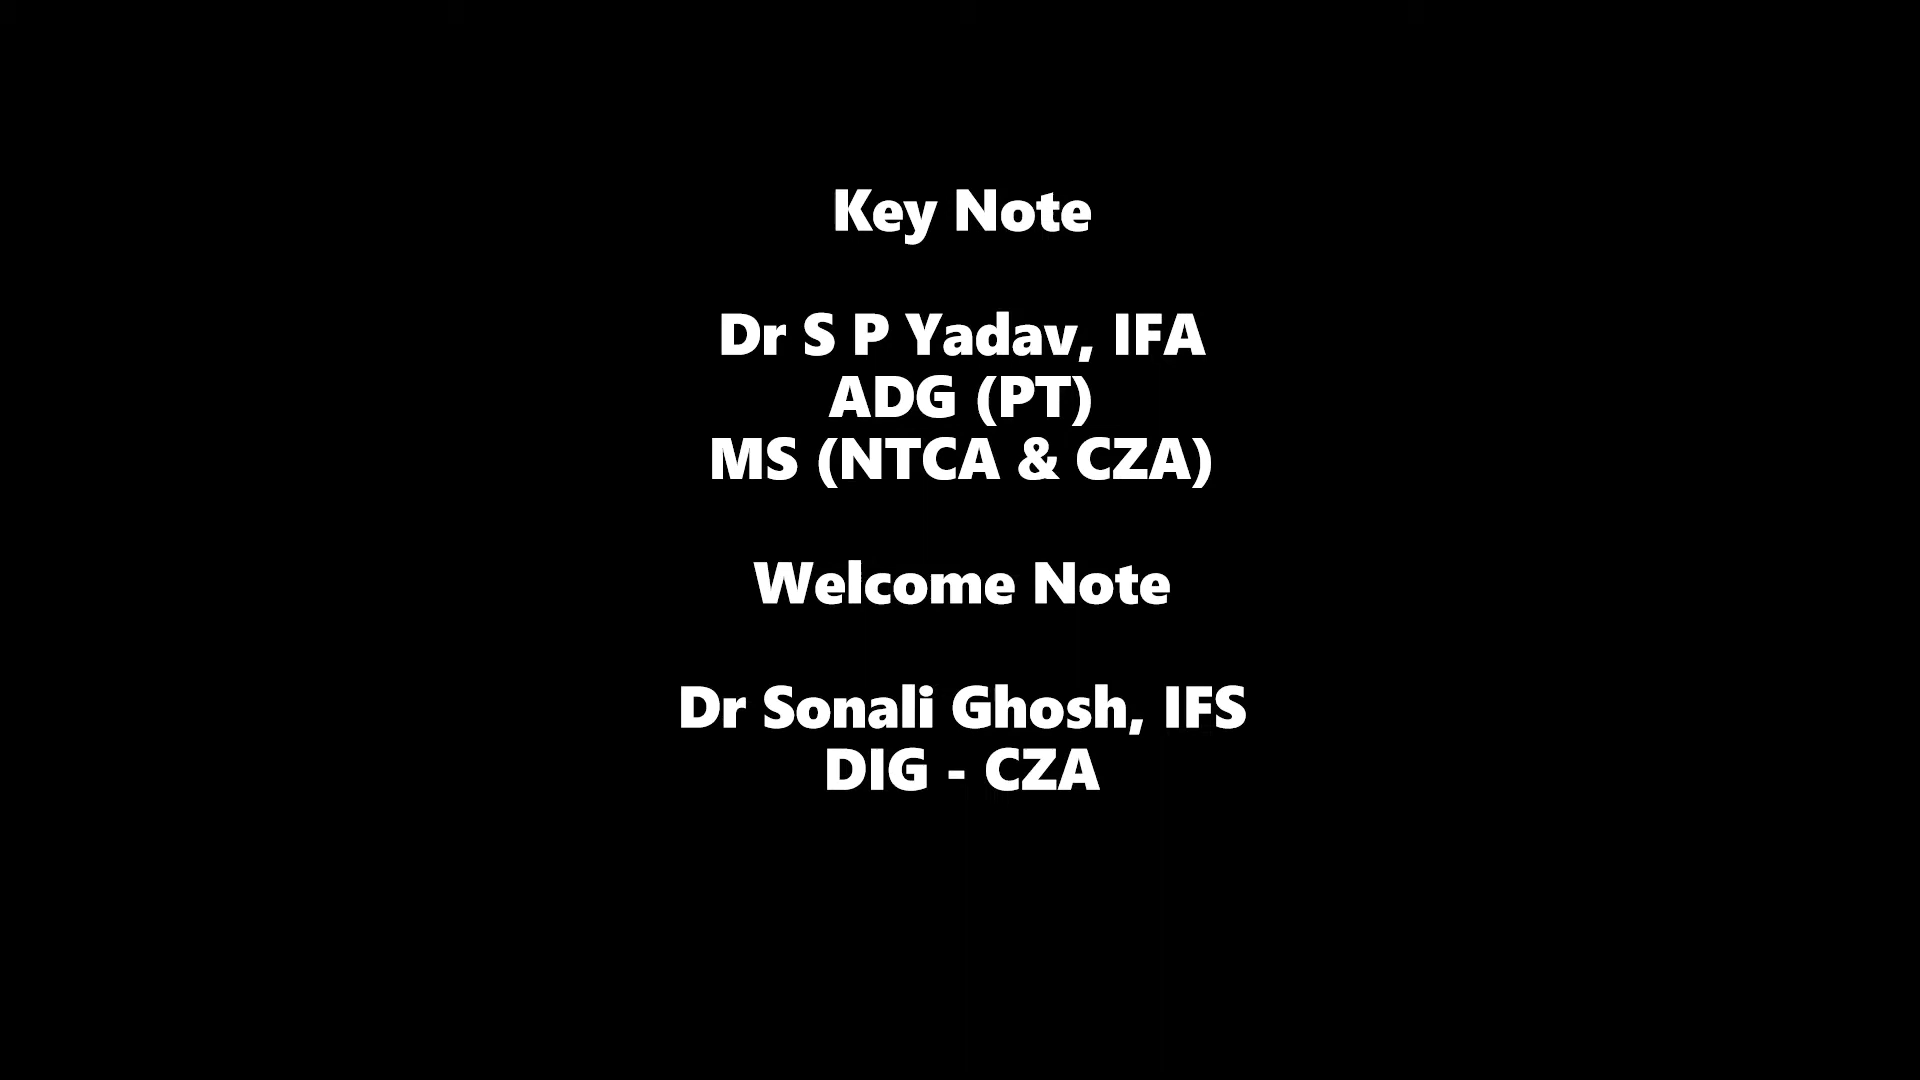 Key Note
Dr S P Yadav, IFA
ADG (PT)
MS (NTCA & CZA)
Welcome Note
Dr Sonali Ghosh, IFS
DIG - CZA